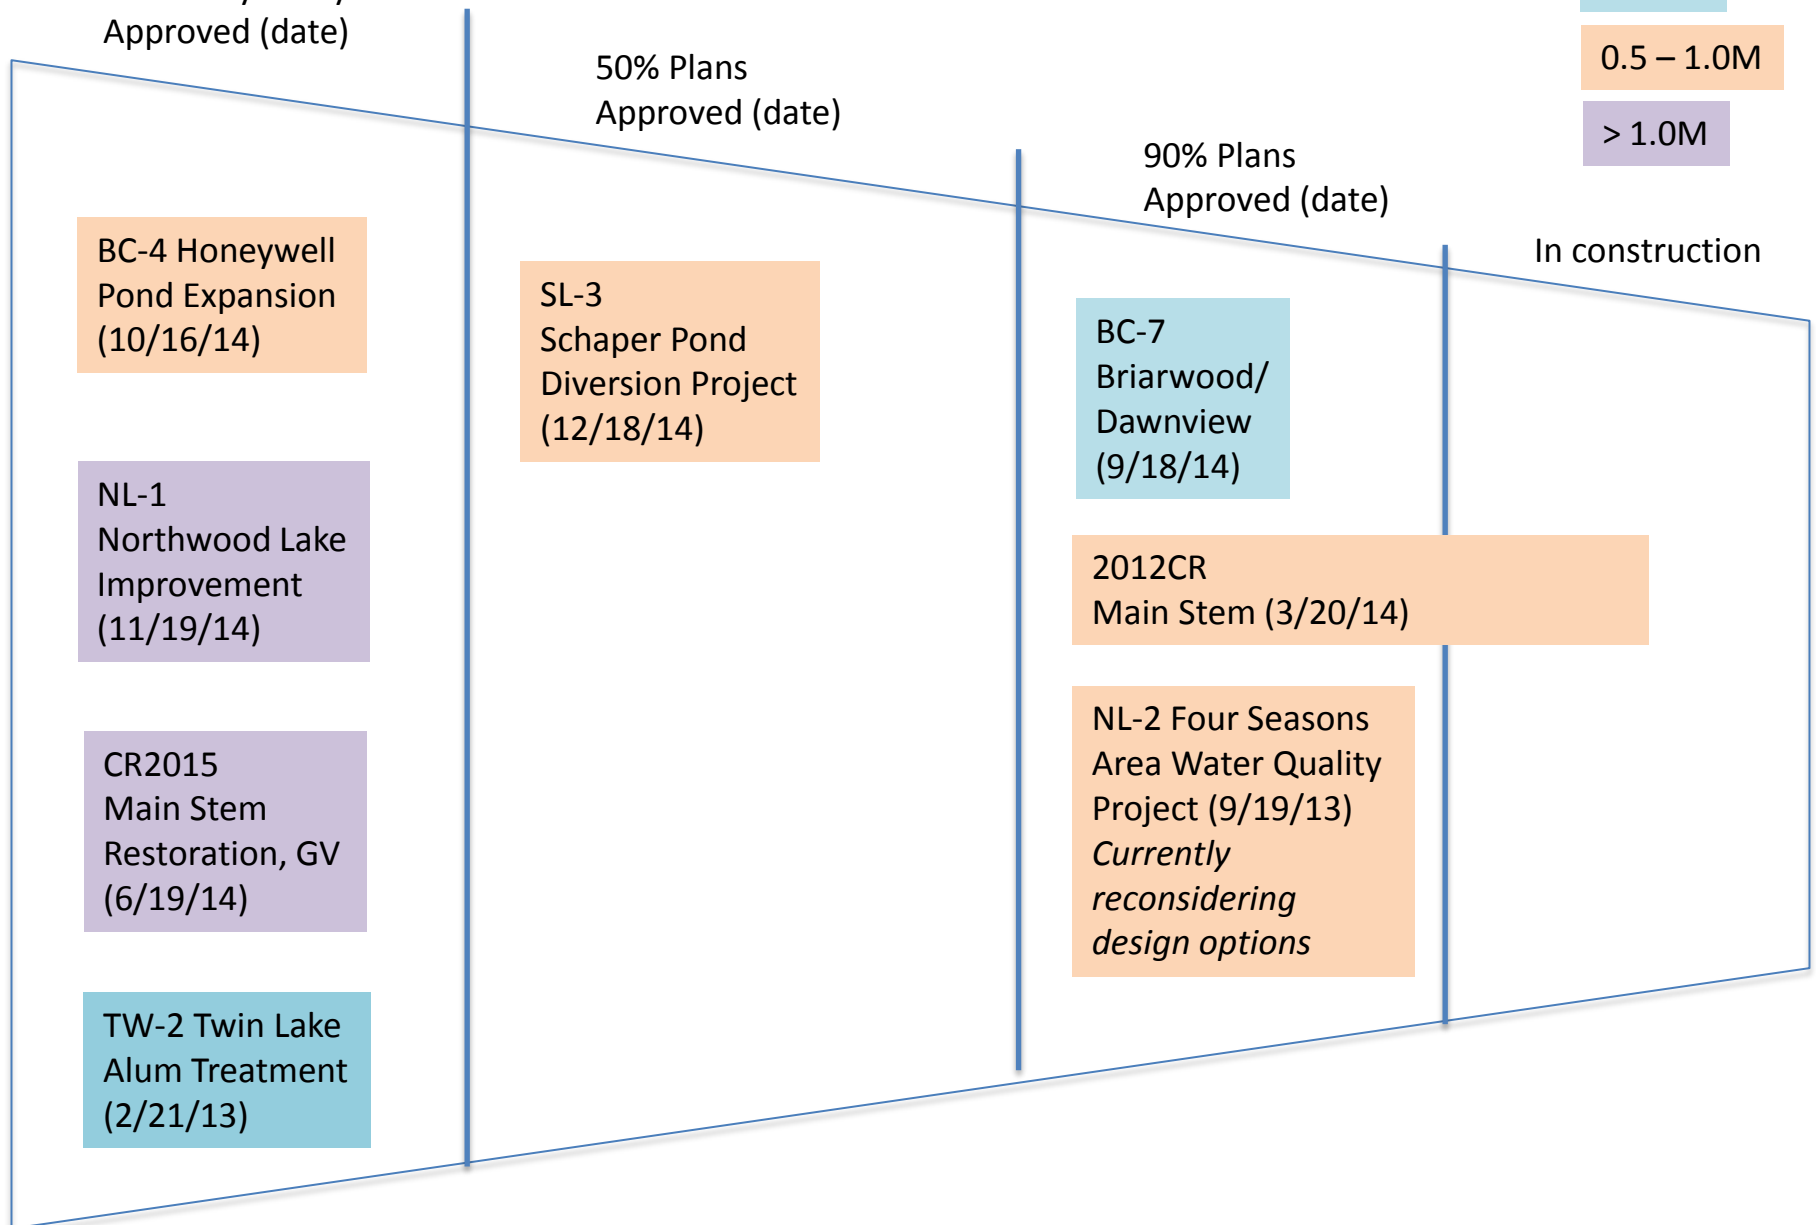 Approved (date)
50% Plans
Approved (date)
90% Plans
Approved (date)
In construction
0.5 – 1.0M
> 1.0M
BC-4 Honeywell
Pond Expansion
(10/16/14)
NL-1
Northwood Lake
Improvement
(11/19/14)
CR2015
Main Stem
Restoration, GV
(6/19/14)
TW-2 Twin Lake
Alum Treatment
(2/21/13)
SL-3
Schaper Pond
Diversion Project
(12/18/14)
BC-7
Briarwood/
Dawnview
(9/18/14)
2012CR
Main Stem (3/20/14)
NL-2 Four Seasons
Area Water Quality
Project (9/19/13)
Currently
reconsidering
design options